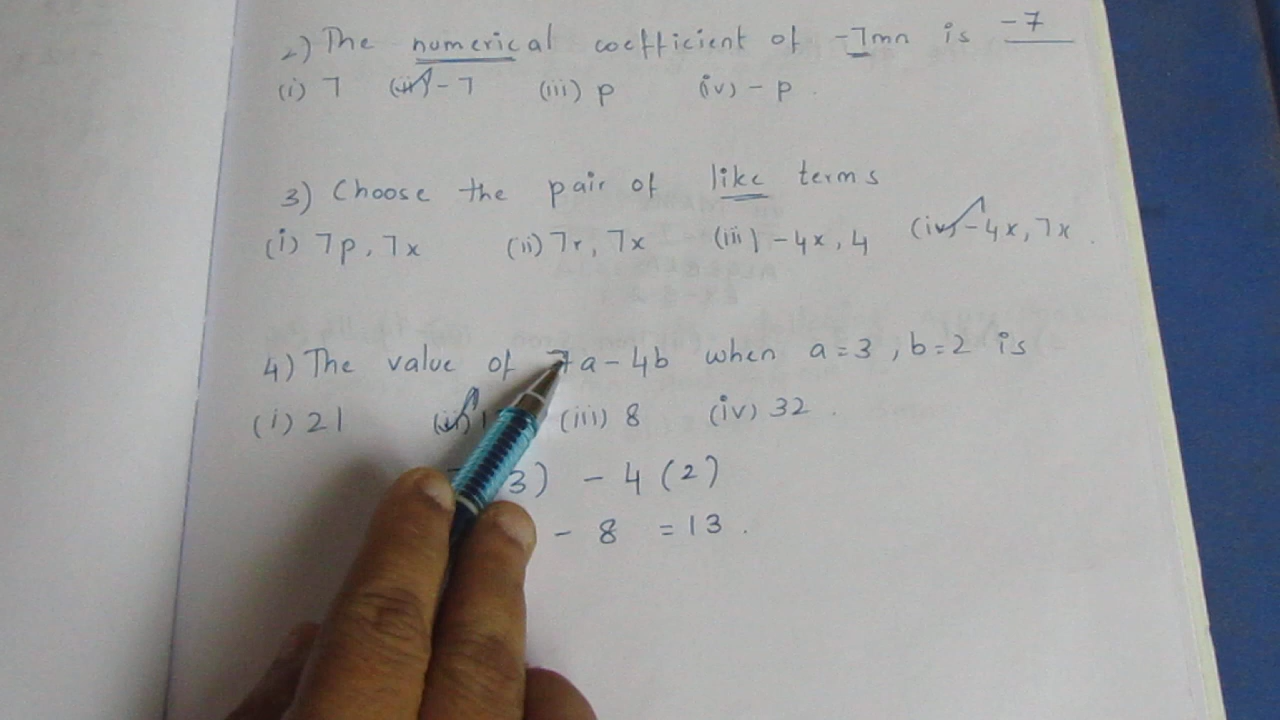 2) The numerical coefficient of -7mn is -7
(i) 7 (ii) -7 (iii) p (iv) - p .
3) Choose the pair of like terms
(i) 7p, 7x (ii) 7r, 7x (iii) -4x, 4 (iv) -4x, 7x .
4) The value of 7a - 4b when a = 3, b = 2 is
(i) 21 (ii) (iii) 8 (iv) 32 .
3) - 4 (2)
- 8 = 13 .